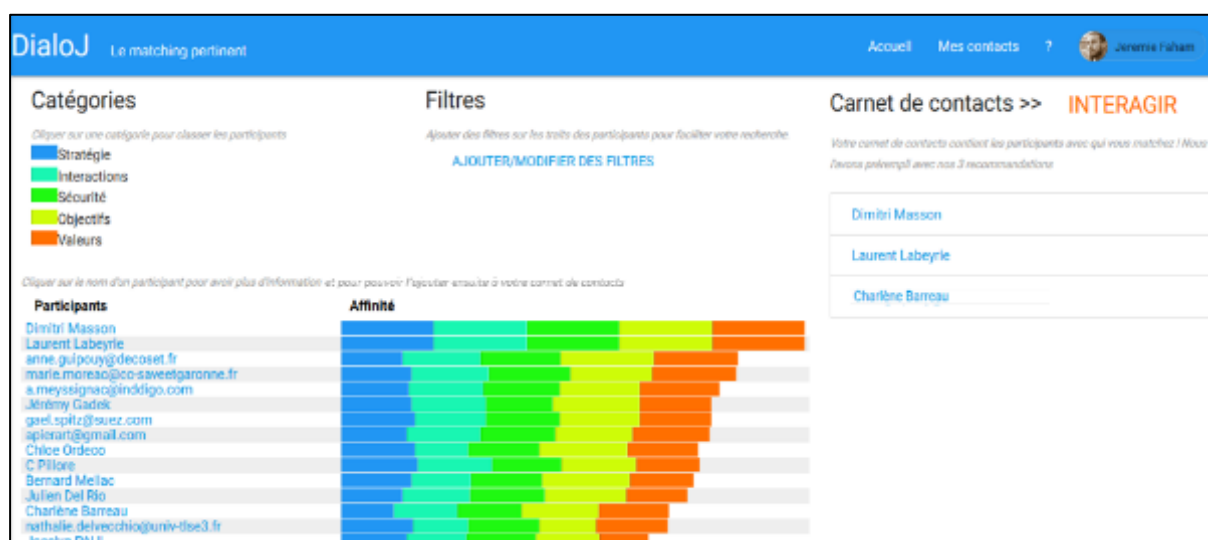 DialoJ Le matching pertinent Accueil Mes contacts ? Jeremie Faham
Catégories
Cliquer sur une catégorie pour classer les participants
Stratégie
Interactions
Sécurité
Objectifs
Valeurs
Filtres
Ajouter des filtres sur les traits des participants pour faciliter votre recherche.
AJOUTER/MODIFIER DES FILTRES
Carnet de contacts >> INTERAGIR
Votre carnet de contacts contient les participants avec qui vous matchez ! Nous
l'avons prérempli avec nos 3 recommandations
Dimitri Masson
Laurent Labeyrie
Charlène Barreau
Cliquer sur le nom d'un participant pour avoir plus d'information et pour pouvoir l'ajouter ensuite à votre carnet de contacts
Participants Affinité
Dimitri Masson
Laurent Labeyrie
anne.guipouy@decoset.fr
marie.moreac@co-saveetgaronne.fr
a.meyssignac@inddigo.com
Jérémy Gadek
gael.spitz@suez.com
apierart@gmail.com
Chloe Ordeco
C Pillore
Bernard Mellac
Julien Del Rio
Charlène Barreau
nathalie.delvecchio@univ-tlse3.fr